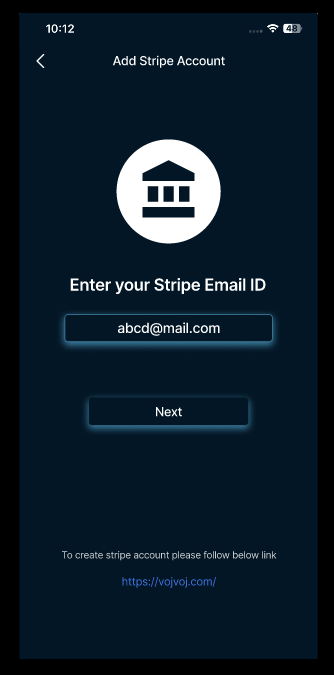 10:12
48
Add Stripe Account
Enter your Stripe Email ID
abcd@mail.com
Next
To create stripe account please follow below link
https://vojvoj.com/